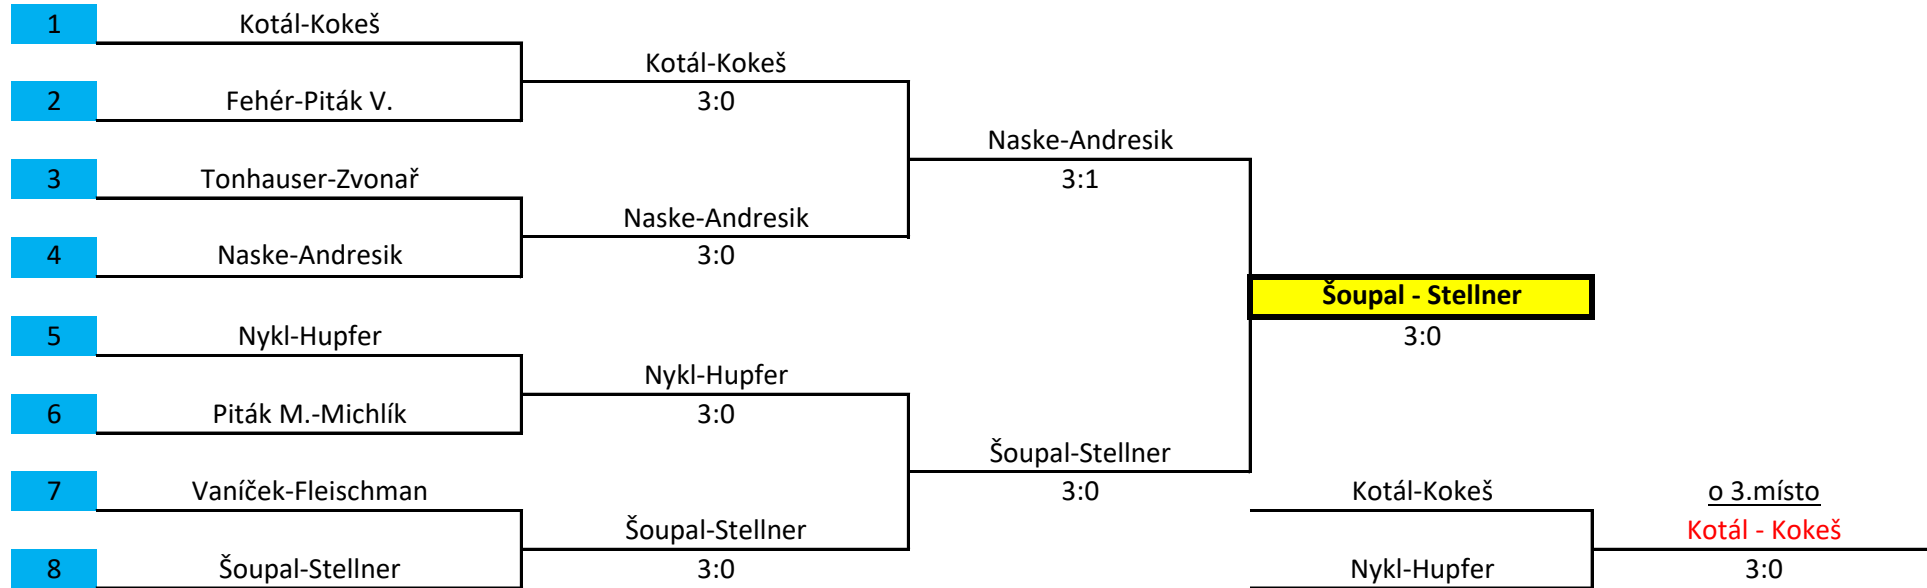 1 Kotál-Kokeš
Kotál-Kokeš
2 Fehér-Piták V. 3:0
Naske-Andresik
3 Tonhauser-Zvonař 3:1
Naske-Andresik
4 Naske-Andresik 3:0
Šoupal - Stellner
5 Nykl-Hupfer 3:0
Nykl-Hupfer
6 Piták M.-Michlík 3:0
Šoupal-Stellner
7 Vaníček-Fleischman 3:0 Kotál-Kokeš o 3.místo
Šoupal-Stellner Kotál - Kokeš
8 Šoupal-Stellner 3:0 Nykl-Hupfer 3:0